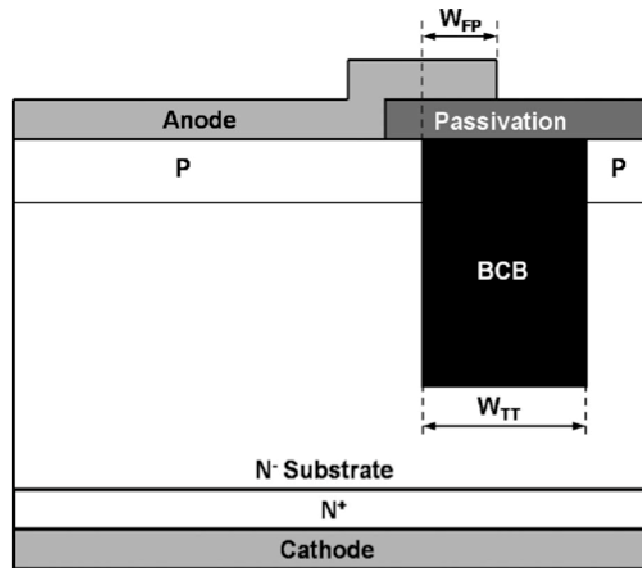 W_FP
Anode
Passivation
P
P
BCB
W_TT
N⁻ Substrate
N⁺
Cathode